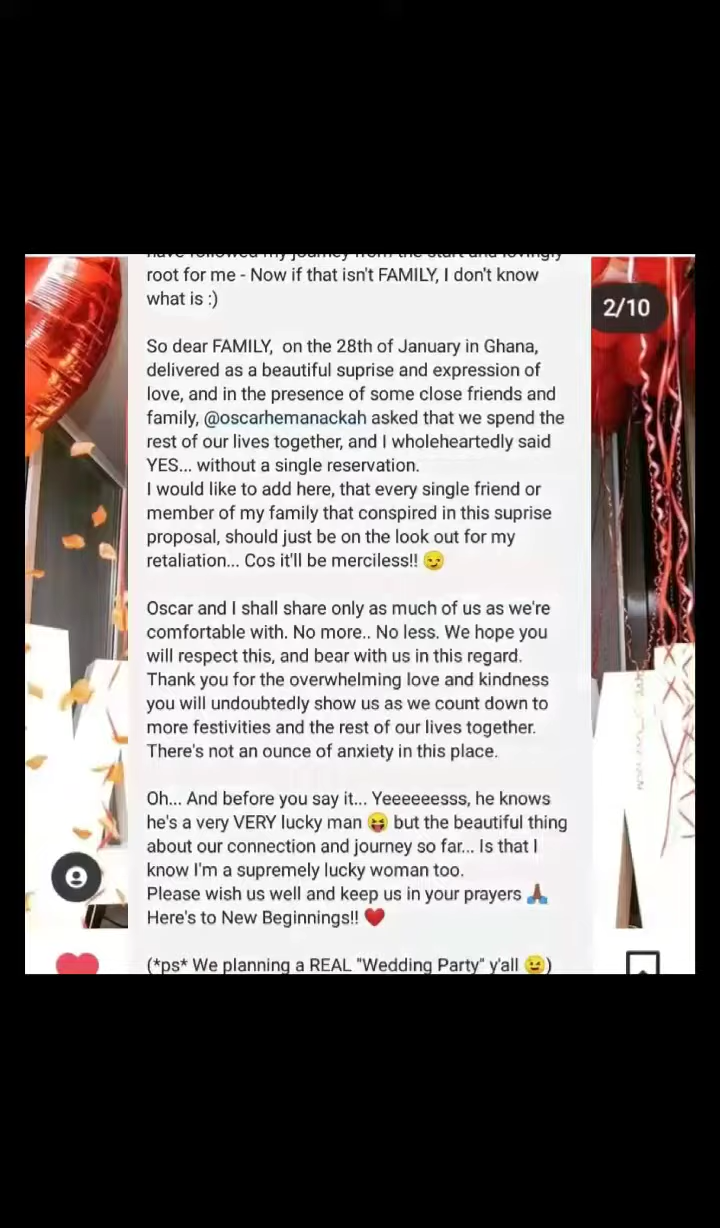 have followed my journey from the start and lovingly
root for me - Now if that isn't FAMILY, I don't know
what is :)
2/10
So dear FAMILY, on the 28th of January in Ghana,
delivered as a beautiful suprise and expression of
love, and in the presence of some close friends and
family, @oscarhemanackah asked that we spend the
rest of our lives together, and I wholeheartedly said
YES... without a single reservation.
I would like to add here, that every single friend or
member of my family that conspired in this suprise
proposal, should just be on the look out for my
retaliation... Cos it'll be merciless!! 😏
Oscar and I shall share only as much of us as we're
comfortable with. No more.. No less. We hope you
will respect this, and bear with us in this regard.
Thank you for the overwhelming love and kindness
you will undoubtedly show us as we count down to
more festivities and the rest of our lives together.
There's not an ounce of anxiety in this place.
Oh... And before you say it... Yeeeeeesss, he knows
he's a very VERY lucky man 😝 but the beautiful thing
about our connection and journey so far... Is that I
know I'm a supremely lucky woman too.
Please wish us well and keep us in your prayers 🙏🏾
Here's to New Beginnings!! ❤️
(*ps* We planning a REAL "Wedding Party" y'all 😉)